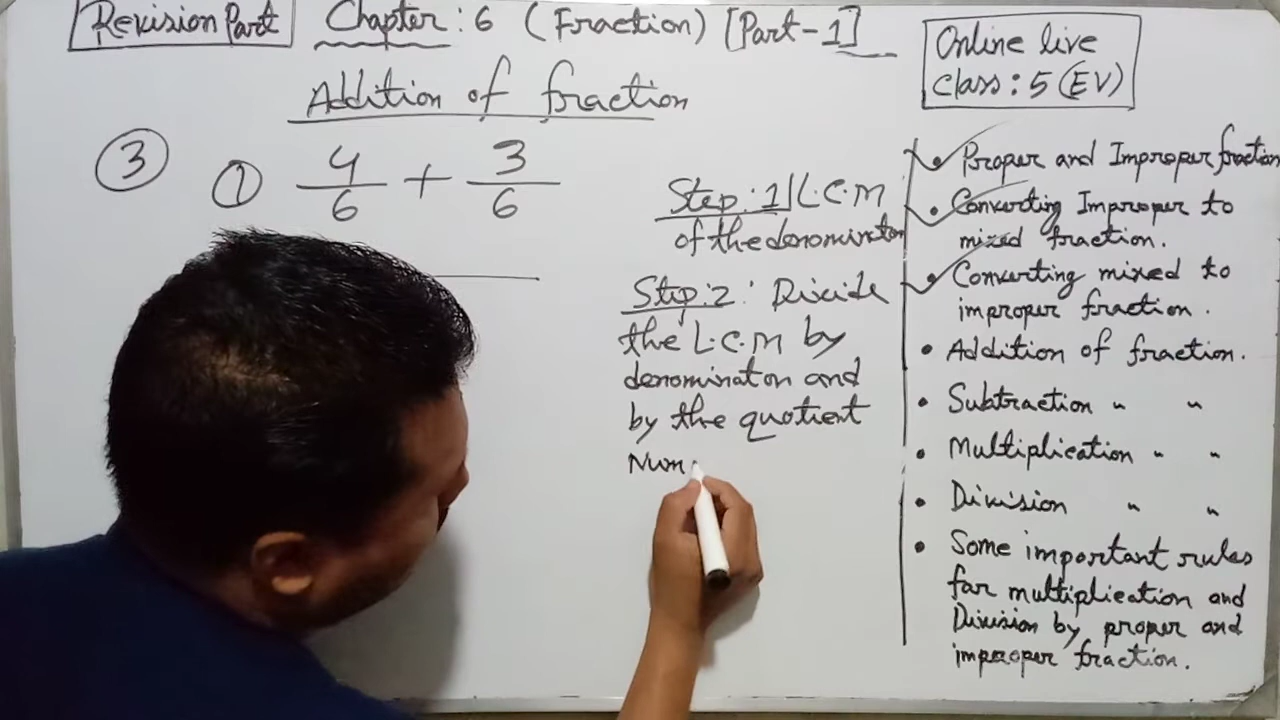 Revision Part
Chapter : 6 (Fraction) [Part-1]
Online live
Class : 5 (EV)
Addition of fraction
③ ① 4/6 + 3/6
Step : 1 L.C.M
of the denominator
Step : 2 : Divide
the L.C.M by
denominator and
by the quotient
Num
Proper and Improper fraction
• Converting Improper to
mixed fraction.
• Converting mixed to
improper fraction.
• Addition of fraction.
• Subtraction " "
• Multiplication " "
• Division " "
• Some important rules
for multiplication and
Division by proper and
improper fraction.